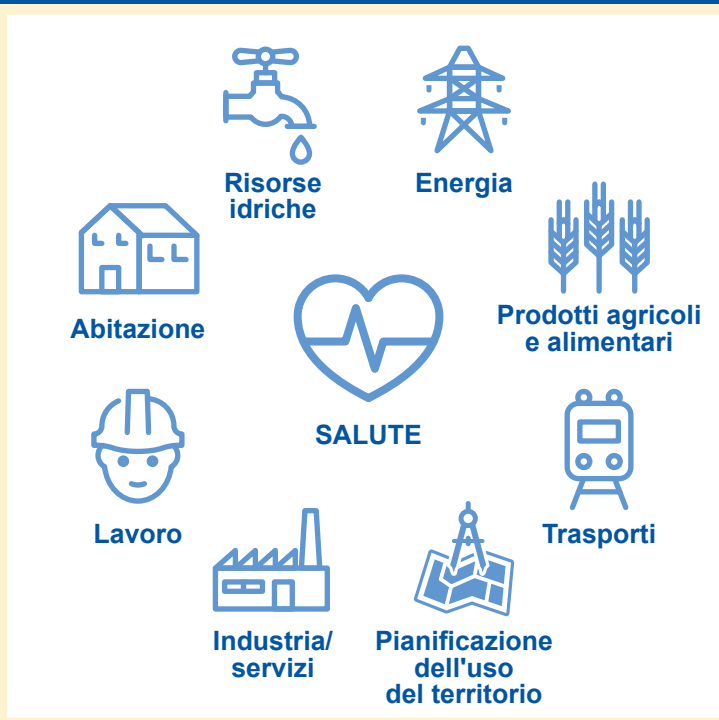 Risorse
idriche
Energia
Abitazione
Prodotti agricoli
e alimentari
SALUTE
Lavoro
Trasporti
Industria/
servizi
Pianificazione
dell'uso
del territorio